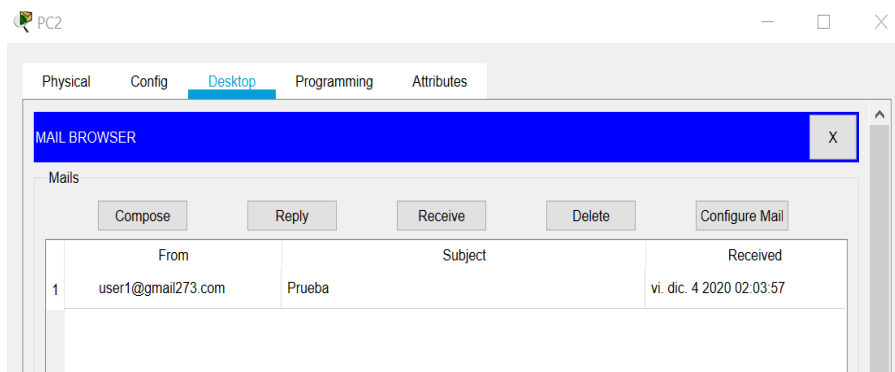 PC2
Physical Config Desktop Programming Attributes
MAIL BROWSER X
Mails
Compose Reply Receive Delete Configure Mail
From Subject Received
1 user1@gmail273.com Prueba vi. dic. 4 2020 02:03:57